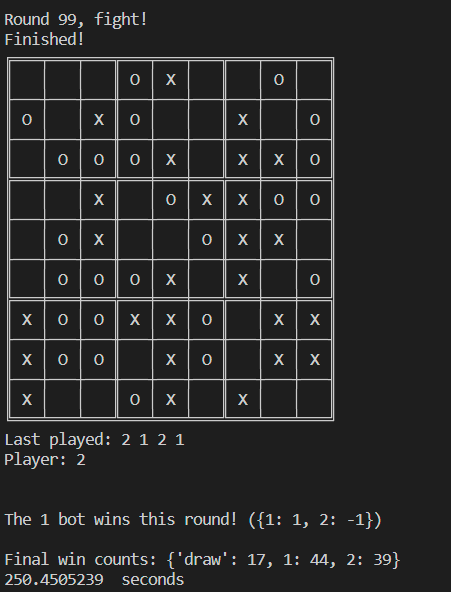 Round 99, fight!
Finished!
O X O
O X O X O
O O O X X X O
X O X X O O
O X O X X
O O O X X O
X O O X X O X X
X O O X O X X
X O X X
Last played: 2 1 2 1
Player: 2
The 1 bot wins this round! ({1: 1, 2: -1})
Final win counts: {'draw': 17, 1: 44, 2: 39}
250.4505239  seconds